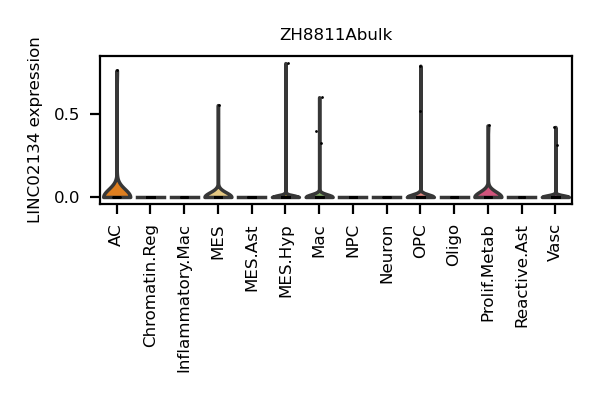 ZH8811Abulk
LINC02134 expression
0.5
0.0
AC
Chromatin.Reg
Inflammatory.Mac
MES
MES.Ast
MES.Hyp
Mac
NPC
Neuron
OPC
Oligo
Prolif.Metab
Reactive.Ast
Vasc